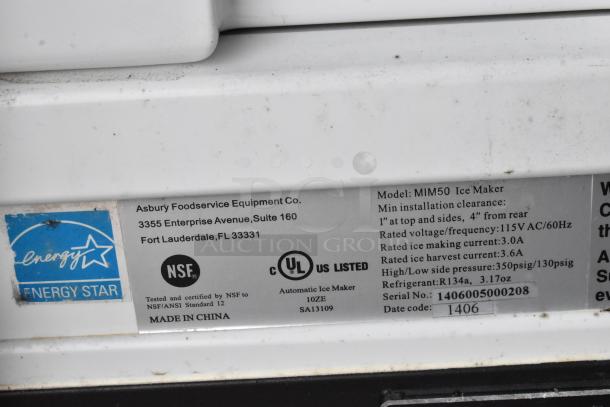 energy
ENERGY STAR
Asbury Foodservice Equipment Co.
3355 Enterprise Avenue, Suite 160
Fort Lauderdale, FL 33331
NSF
Tested and certified by NSF to
NSF/ANSI Standard 12
MADE IN CHINA
C UL US LISTED
Automatic Ice Maker
10ZE
SA13109
Model: MIM50 Ice Maker
Min installation clearance:
1" at top and sides, 4" from rear
Rated voltage/frequency: 115V AC/60Hz
Rated ice making current: 3.0A
Rated ice harvest current: 3.6A
High/Low side pressure: 350psig/130psig
Refrigerant: R134a, 3.17oz
Serial No.: 1406005000208
Date code: 1406
AUCTION GROUP